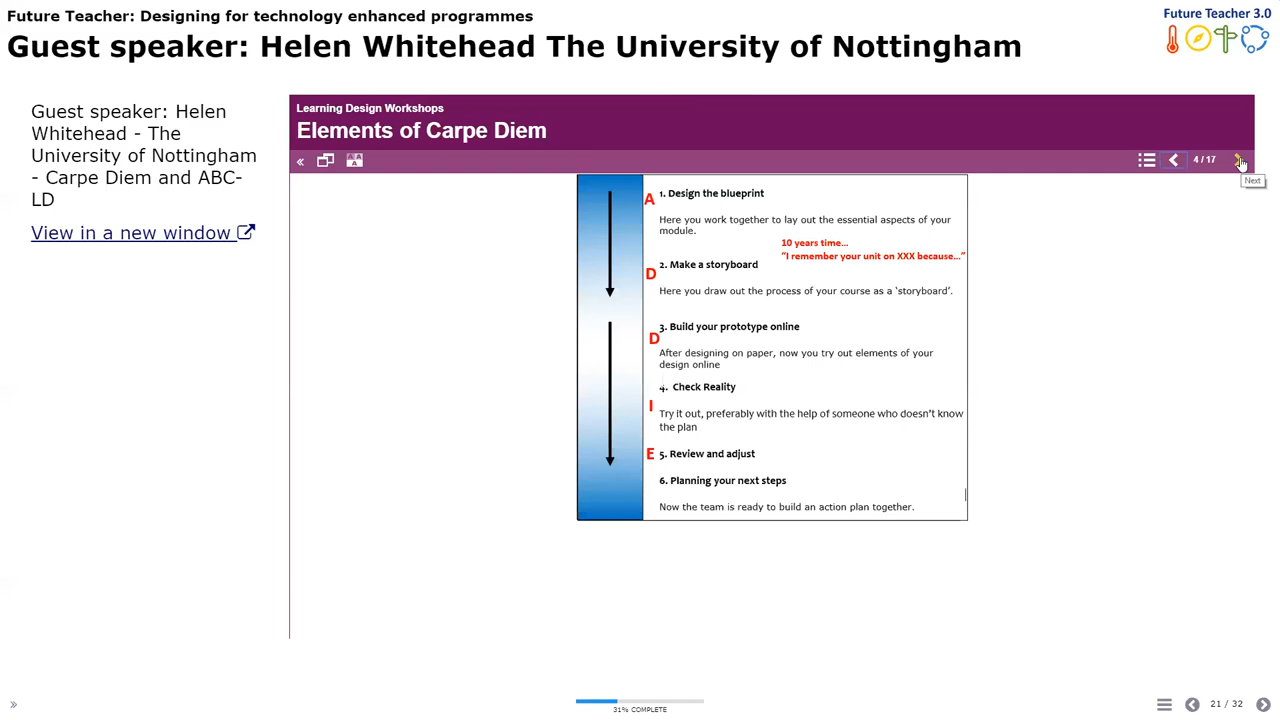 Future Teacher: Designing for technology enhanced programmes
Guest speaker: Helen Whitehead The University of Nottingham
Future Teacher 3.0
Guest speaker: Helen
Whitehead - The
University of Nottingham
- Carpe Diem and ABC-
LD
View in a new window
Learning Design Workshops
Elements of Carpe Diem
4 / 17
Next
A
1. Design the blueprint
Here you work together to lay out the essential aspects of your
module.
10 years time...
"I remember your unit on XXX because..."
D
2. Make a storyboard
Here you draw out the process of your course as a ‘storyboard’.
D
3. Build your prototype online
After designing on paper, now you try out elements of your
design online
4. Check Reality
I
Try it out, preferably with the help of someone who doesn't know
the plan
E
5. Review and adjust
6. Planning your next steps
Now the team is ready to build an action plan together.
31% COMPLETE
21 / 32